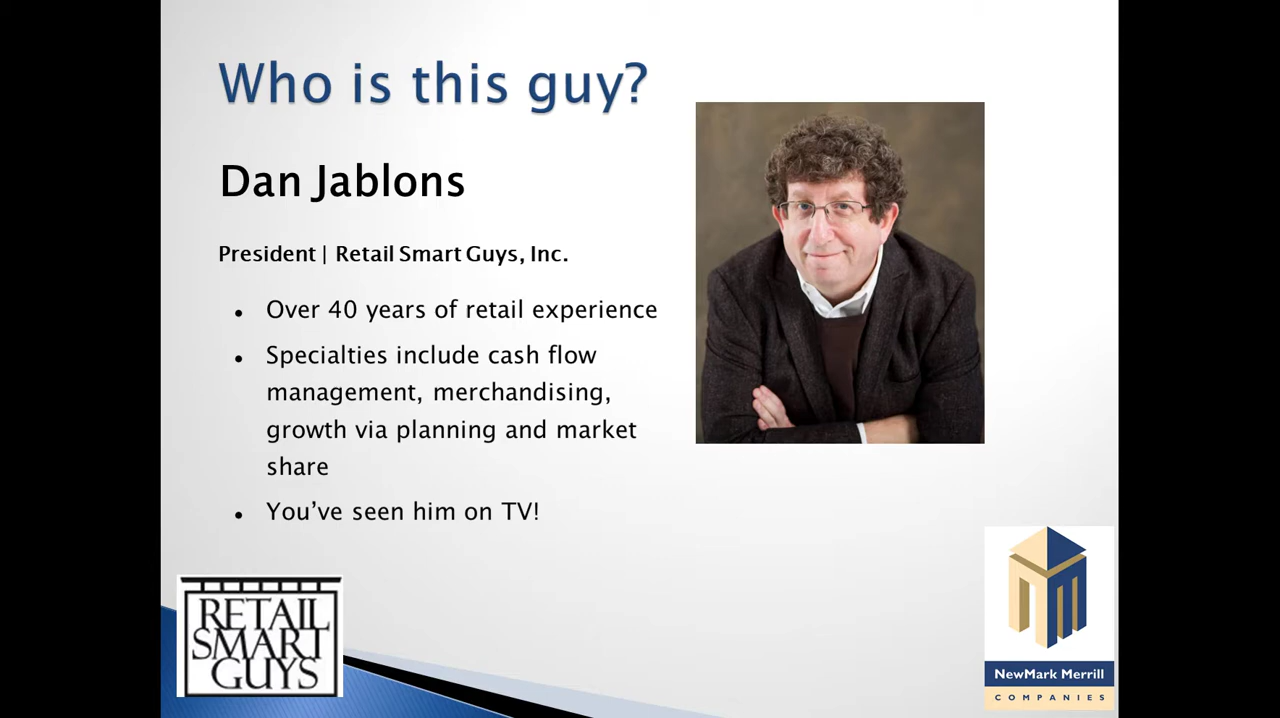 Who is this guy?
Dan Jablons
President | Retail Smart Guys, Inc.
• Over 40 years of retail experience
• Specialties include cash flow
management, merchandising,
growth via planning and market
share
• You’ve seen him on TV!
RETAIL
SMART
GUYS
NewMark Merrill
COMPANIES